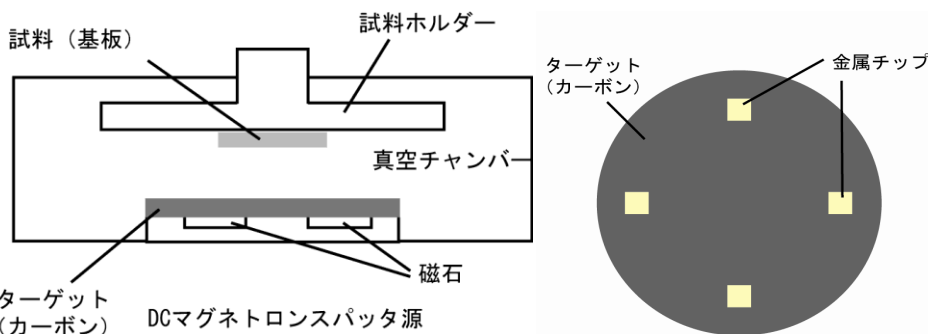 試料（基板）
試料ホルダー
真空チャンバー
磁石
ターゲット
（カーボン）
DCマグネトロンスパッタ源
ターゲット
（カーボン）
金属チップ